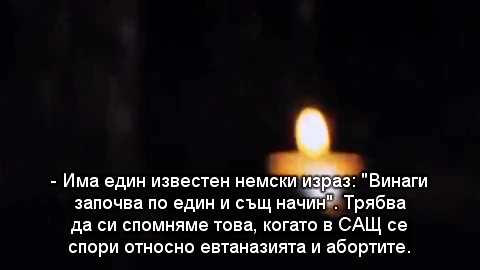 - Има един известен немски израз: "Винаги
започва по един и същ начин". Трябва
да си спомняме това, когато в САЩ се
спори относно евтаназията и абортите.